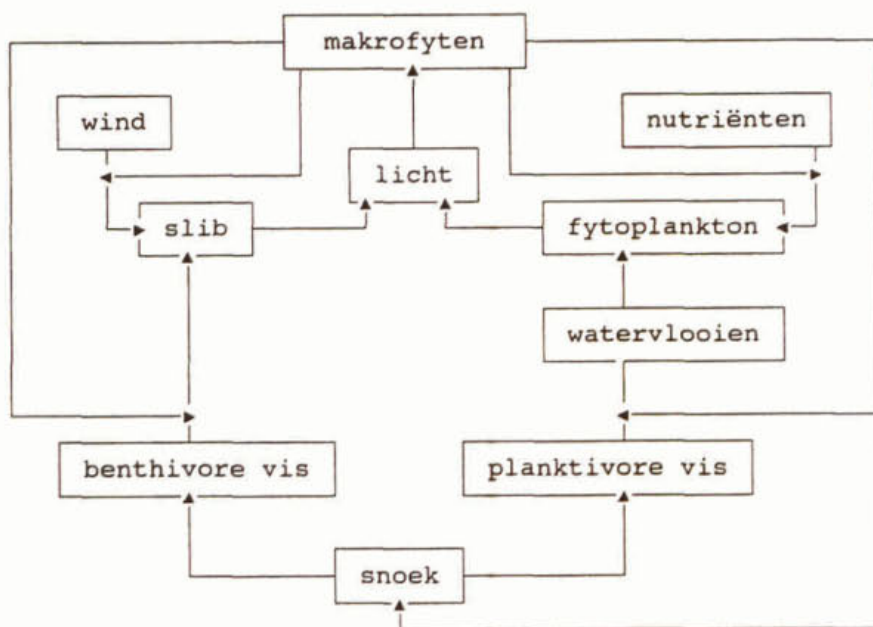 makrofyten
wind
nutriënten
licht
slib
fytoplankton
watervlooien
benthivore vis
planktivore vis
snoek